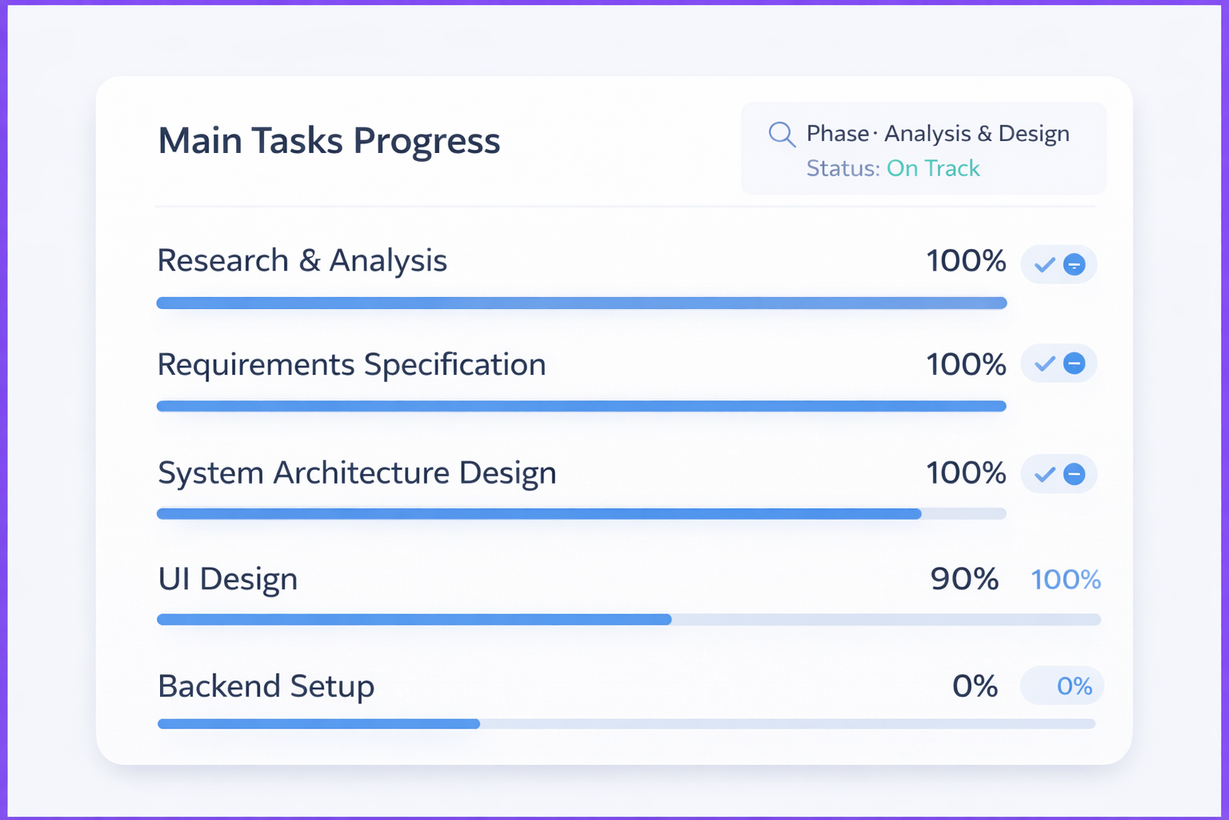 Main Tasks Progress
Phase · Analysis & Design
Status: On Track
Research & Analysis 100%
Requirements Specification 100%
System Architecture Design 100%
UI Design 90% 100%
Backend Setup 0% 0%